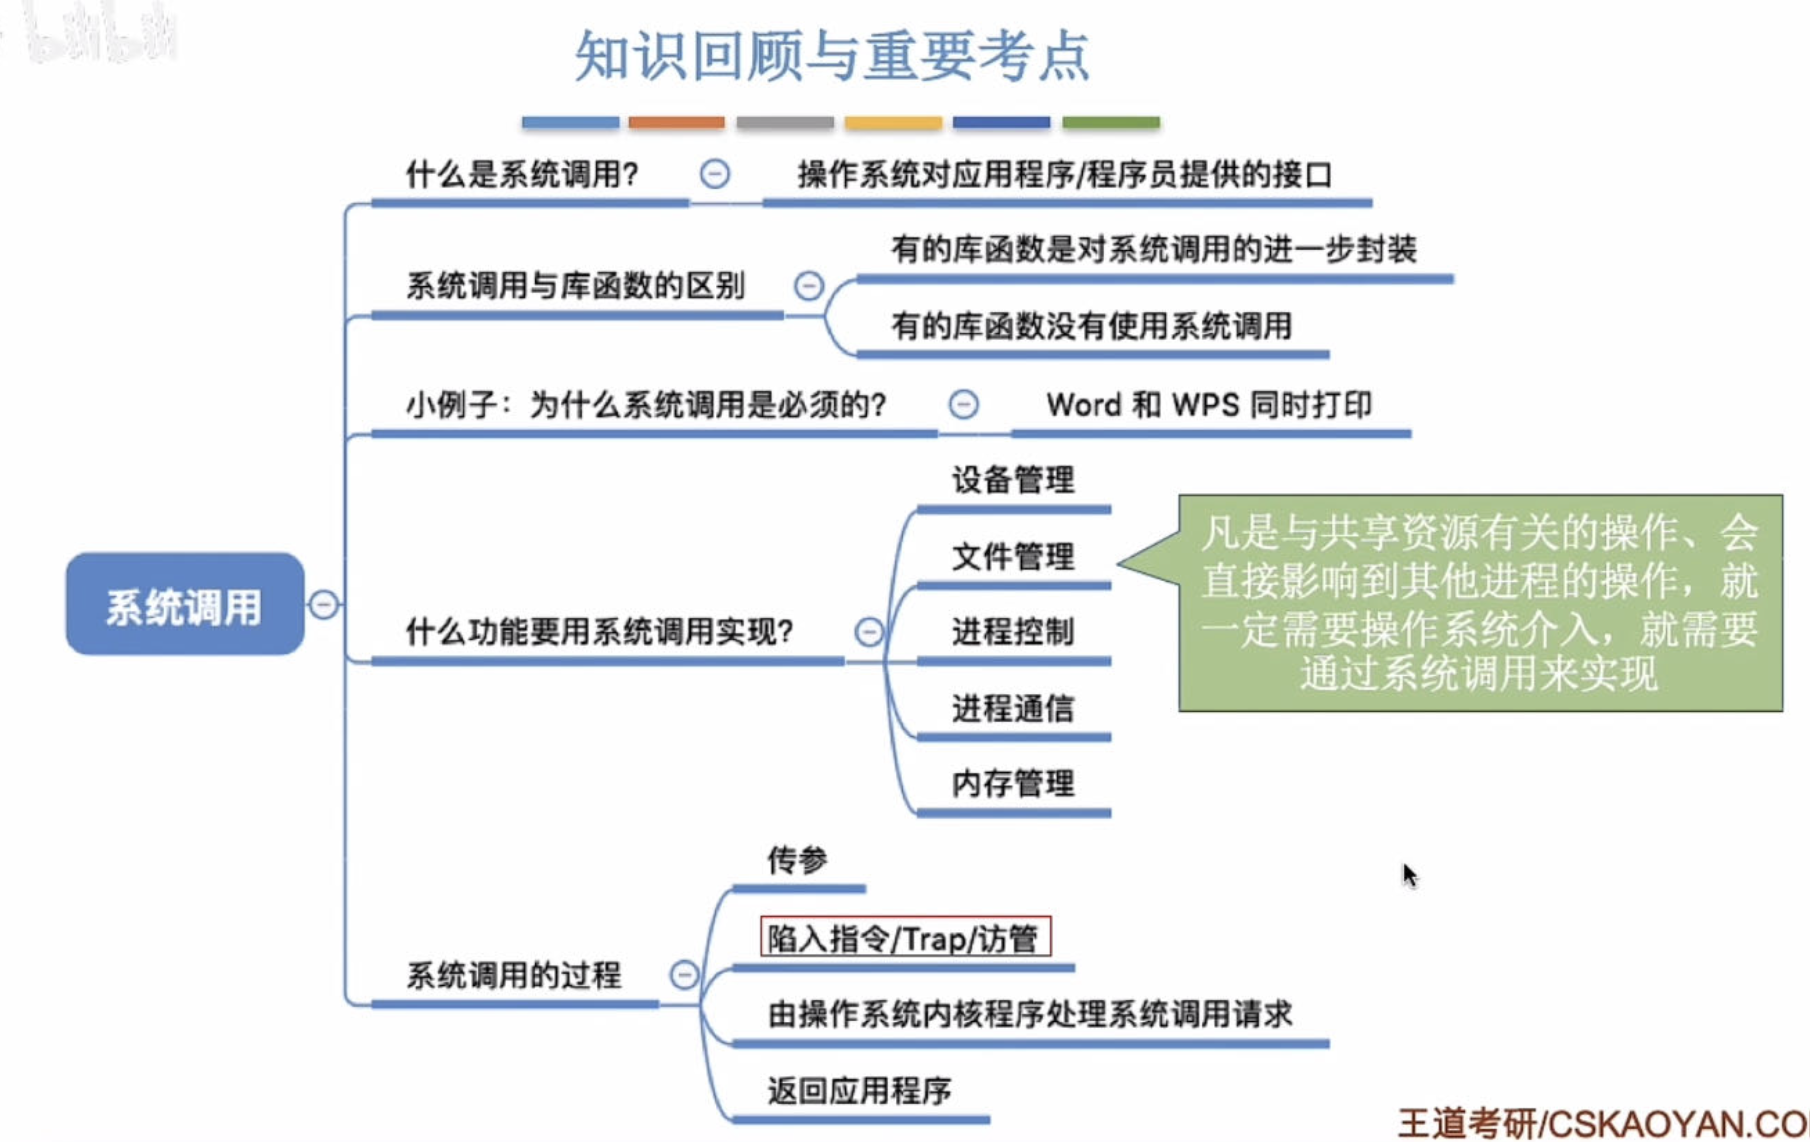 bilibili
知识回顾与重要考点
什么是系统调用?
操作系统对应用程序/程序员提供的接口
系统调用与库函数的区别
有的库函数是对系统调用的进一步封装
有的库函数没有使用系统调用
小例子：为什么系统调用是必须的?
Word 和 WPS 同时打印
系统调用
什么功能要用系统调用实现?
设备管理
文件管理
进程控制
进程通信
内存管理
凡是与共享资源有关的操作、会
直接影响到其他进程的操作，就
一定需要操作系统介入，就需要
通过系统调用来实现
系统调用的过程
传参
陷入指令/Trap/访管
由操作系统内核程序处理系统调用请求
返回应用程序
王道考研/CSKAOYAN.CO